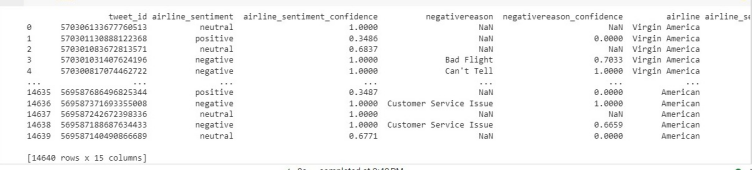 tweet_id airline_sentiment airline_sentiment_confidence negativereason negativereason_confidence airline airline_se
0 570306133677760513 neutral 1.0000 NaN NaN Virgin America
1 570301130888122368 positive 0.3486 NaN 0.0000 Virgin America
2 570301083672813571 neutral 0.6837 NaN NaN Virgin America
3 570301031407624196 negative 1.0000 Bad Flight 0.7033 Virgin America
4 570300817074462722 negative 1.0000 Can't Tell 1.0000 Virgin America
... ... ... ... ... ... ...
14635 569587686496825344 positive 0.3487 NaN 0.0000 American
14636 569587371693355008 negative 1.0000 Customer Service Issue 1.0000 American
14637 569587242672398336 neutral 1.0000 NaN NaN American
14638 569587188687634433 negative 1.0000 Customer Service Issue 0.6659 American
14639 569587140490866689 neutral 0.6771 NaN 0.0000 American
[14640 rows x 15 columns]